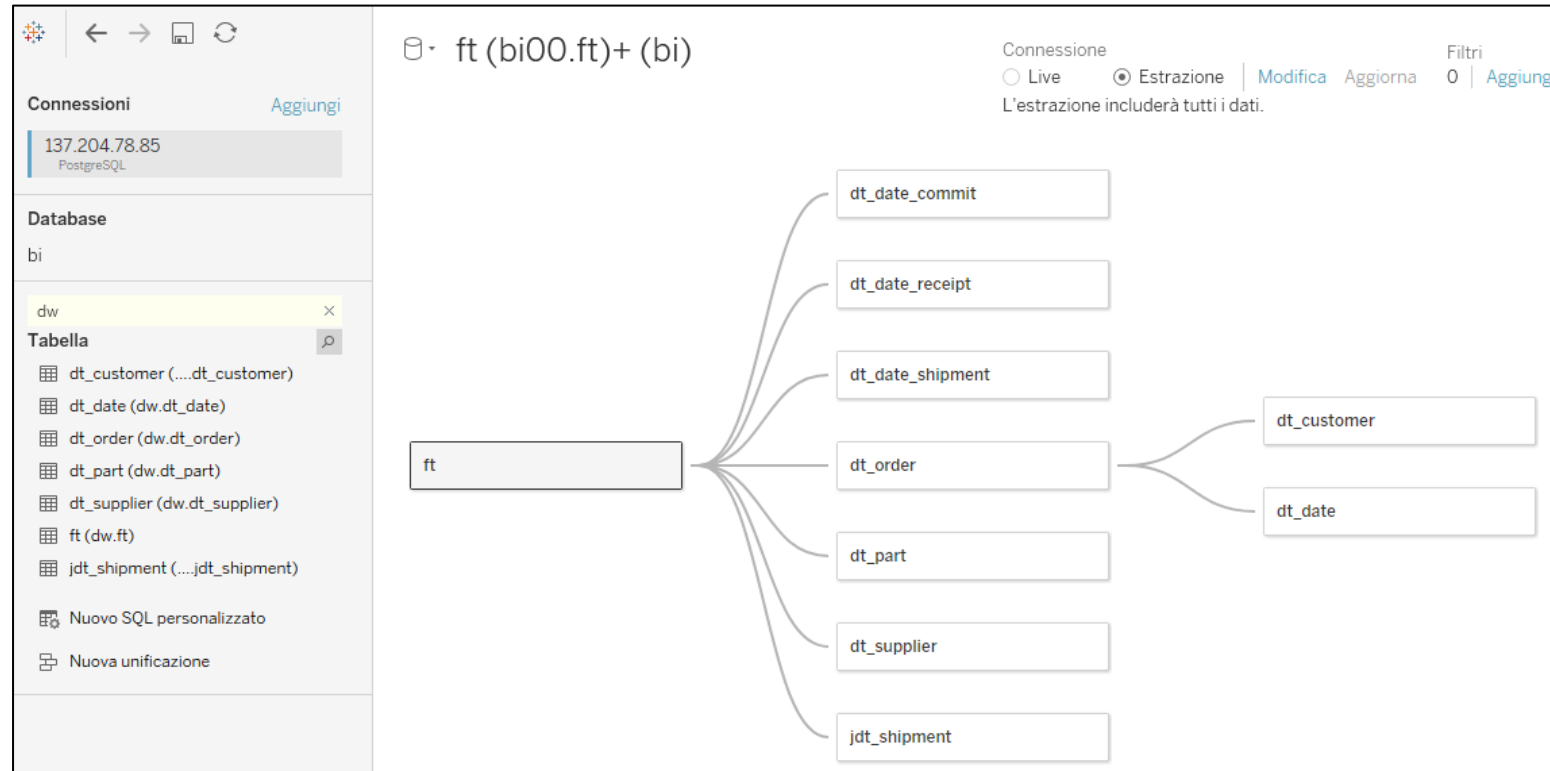 ft (bi00.ft)+ (bi)
Connessione
Live
Estrazione
Modifica
Aggiorna
Filtri
0
Aggiung
L'estrazione includerà tutti i dati.
Connessioni
Aggiungi
137.204.78.85
PostgreSQL
Database
bi
dw
Tabella
dt_customer (....dt_customer)
dt_date (dw.dt_date)
dt_order (dw.dt_order)
dt_part (dw.dt_part)
dt_supplier (dw.dt_supplier)
ft (dw.ft)
jdt_shipment (....jdt_shipment)
Nuovo SQL personalizzato
Nuova unificazione
ft
dt_date_commit
dt_date_receipt
dt_date_shipment
dt_order
dt_part
dt_supplier
jdt_shipment
dt_customer
dt_date